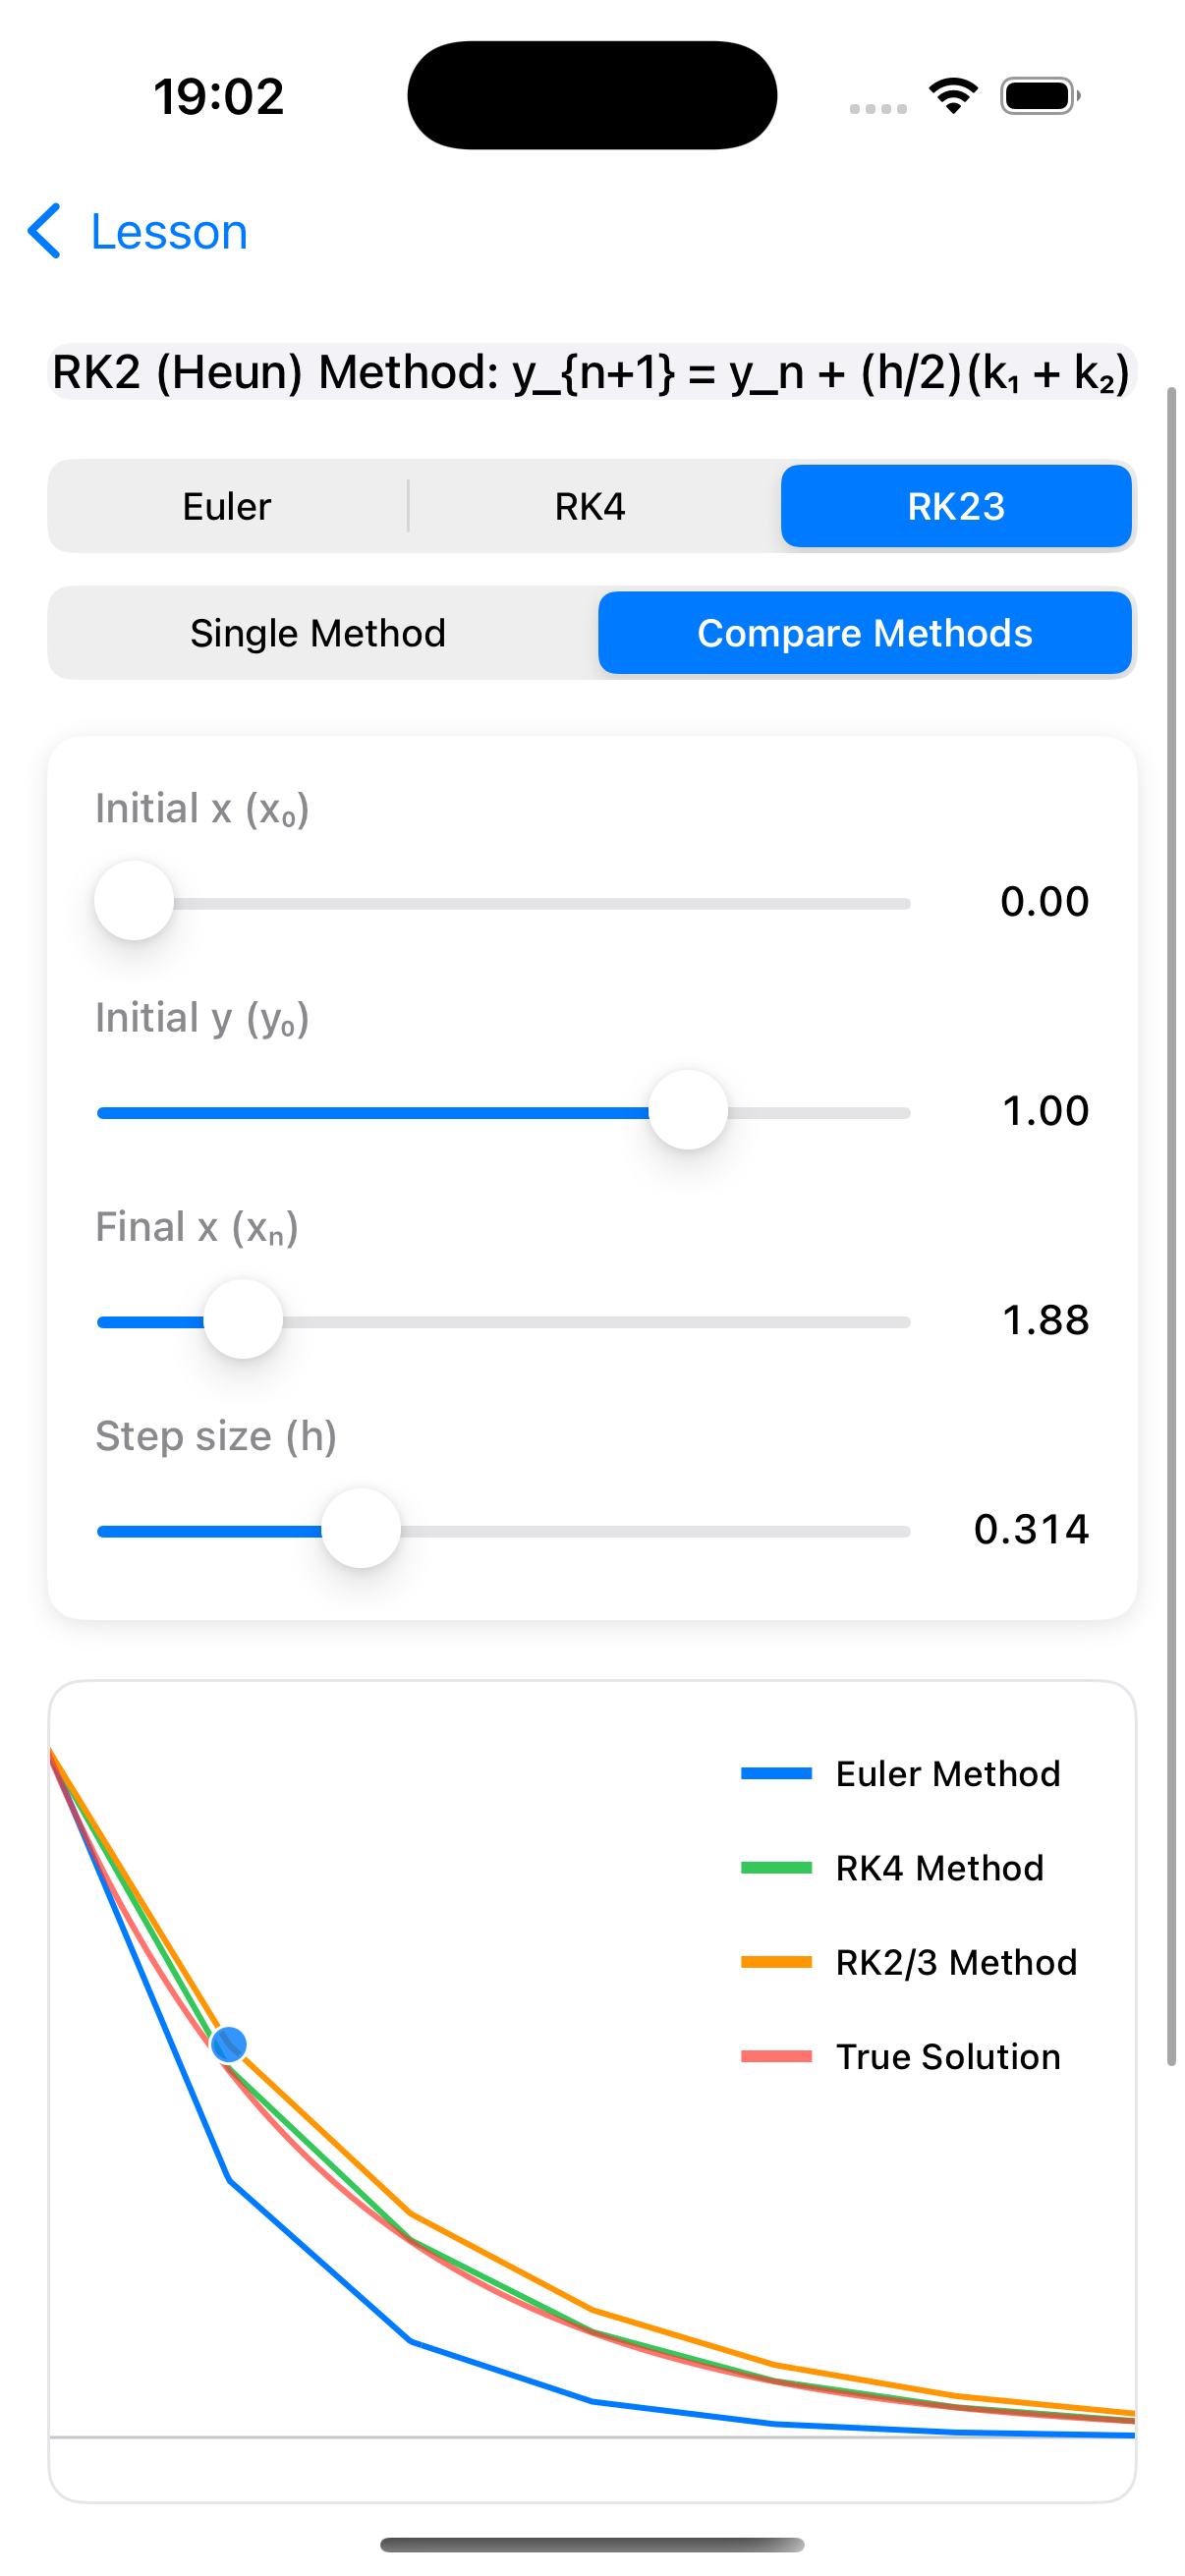 19:02
Lesson
RK2 (Heun) Method: y_{n+1} = y_n + (h/2)(k₁ + k₂)
Euler
RK4
RK23
Single Method
Compare Methods
Initial x (x₀)
0.00
Initial y (y₀)
1.00
Final x (xₙ)
1.88
Step size (h)
0.314
Euler Method
RK4 Method
RK2/3 Method
True Solution